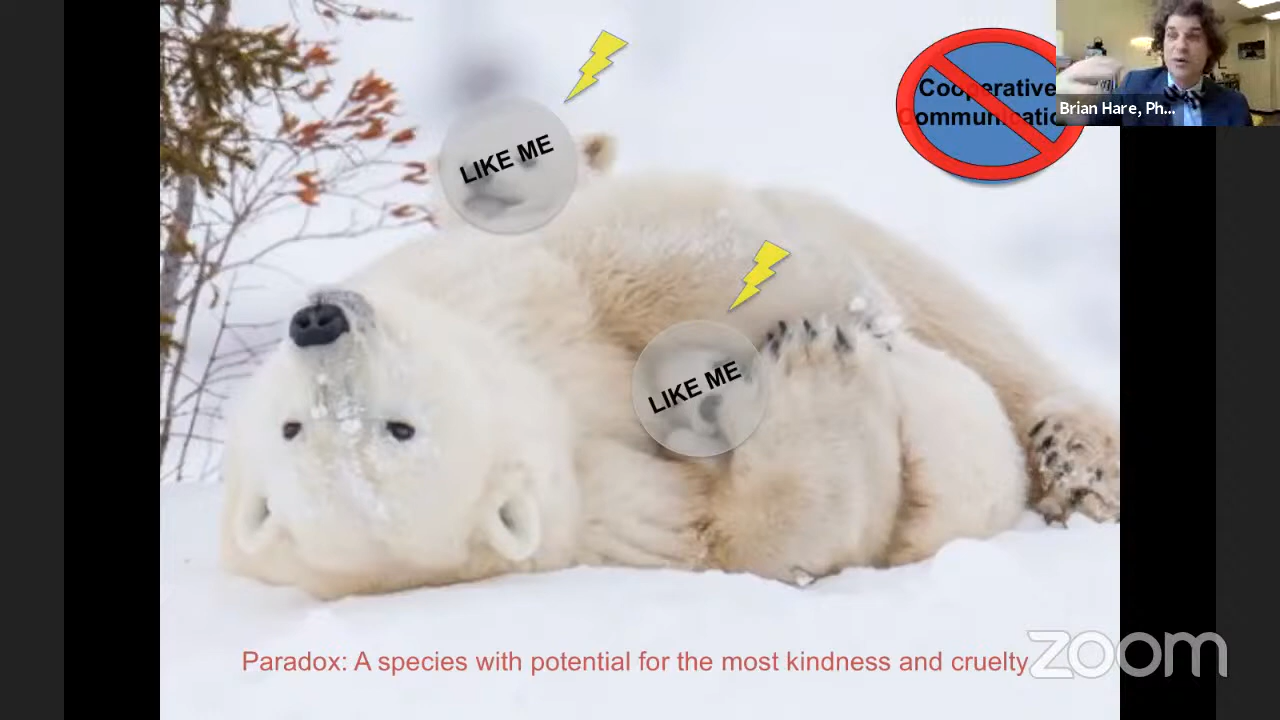 Cooperative
Communicatio
Brian Hare, Ph...
LIKE ME
LIKE ME
Paradox: A species with potential for the most kindness and cruelty
zoom